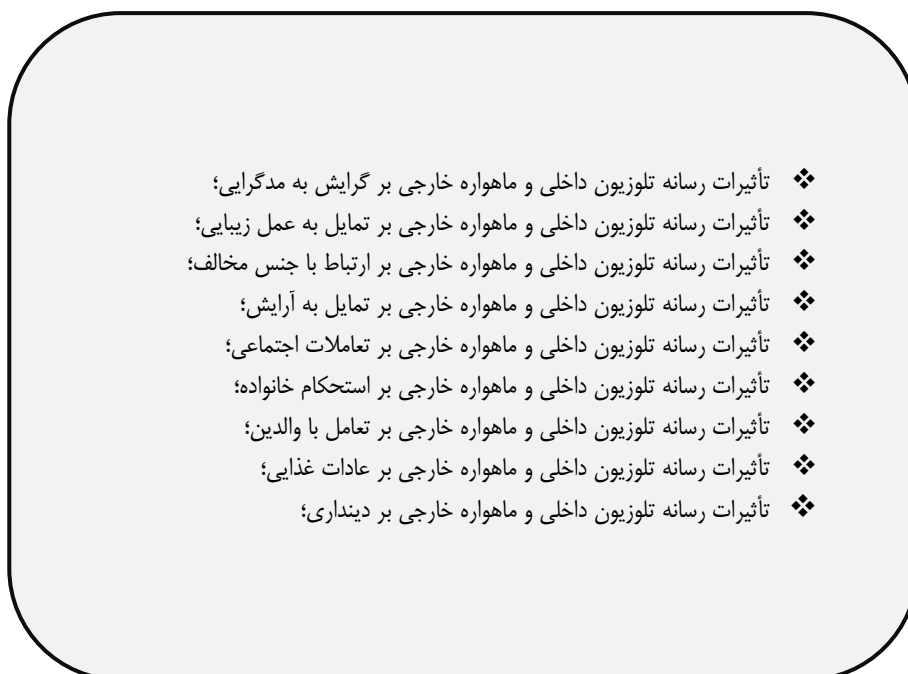 ❖ تأثیرات رسانه تلوزیون داخلی و ماهواره خارجی بر گرایش به مدگرایی؛
❖ تأثیرات رسانه تلوزیون داخلی و ماهواره خارجی بر تمایل به عمل زیبایی؛
❖ تأثیرات رسانه تلوزیون داخلی و ماهواره خارجی بر ارتباط با جنس مخالف؛
❖ تأثیرات رسانه تلوزیون داخلی و ماهواره خارجی بر تمایل به آرایش؛
❖ تأثیرات رسانه تلوزیون داخلی و ماهواره خارجی بر تعاملات اجتماعی؛
❖ تأثیرات رسانه تلوزیون داخلی و ماهواره خارجی بر استحکام خانواده؛
❖ تأثیرات رسانه تلوزیون داخلی و ماهواره خارجی بر تعامل با والدین؛
❖ تأثیرات رسانه تلوزیون داخلی و ماهواره خارجی بر عادات غذایی؛
❖ تأثیرات رسانه تلوزیون داخلی و ماهواره خارجی بر دینداری؛